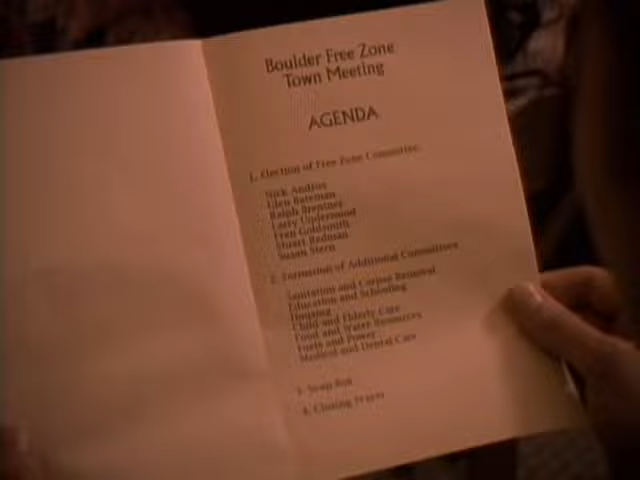 Boulder Free Zone
Town Meeting
AGENDA
1. Election of Free Zone Committee
Nick Andros
Glen Bateman
Ralph Brentner
Larry Underwood
Fran Goldsmith
Stuart Redman
Susan Stern
2. Formation of Additional Committees
Sanitation and Corpse Removal
Education and Schooling
Housing
Child and Elderly Care
Food and Water Resources
Fuels and Power
Medical and Dental Care
3. Soap Box
4. Closing Prayer